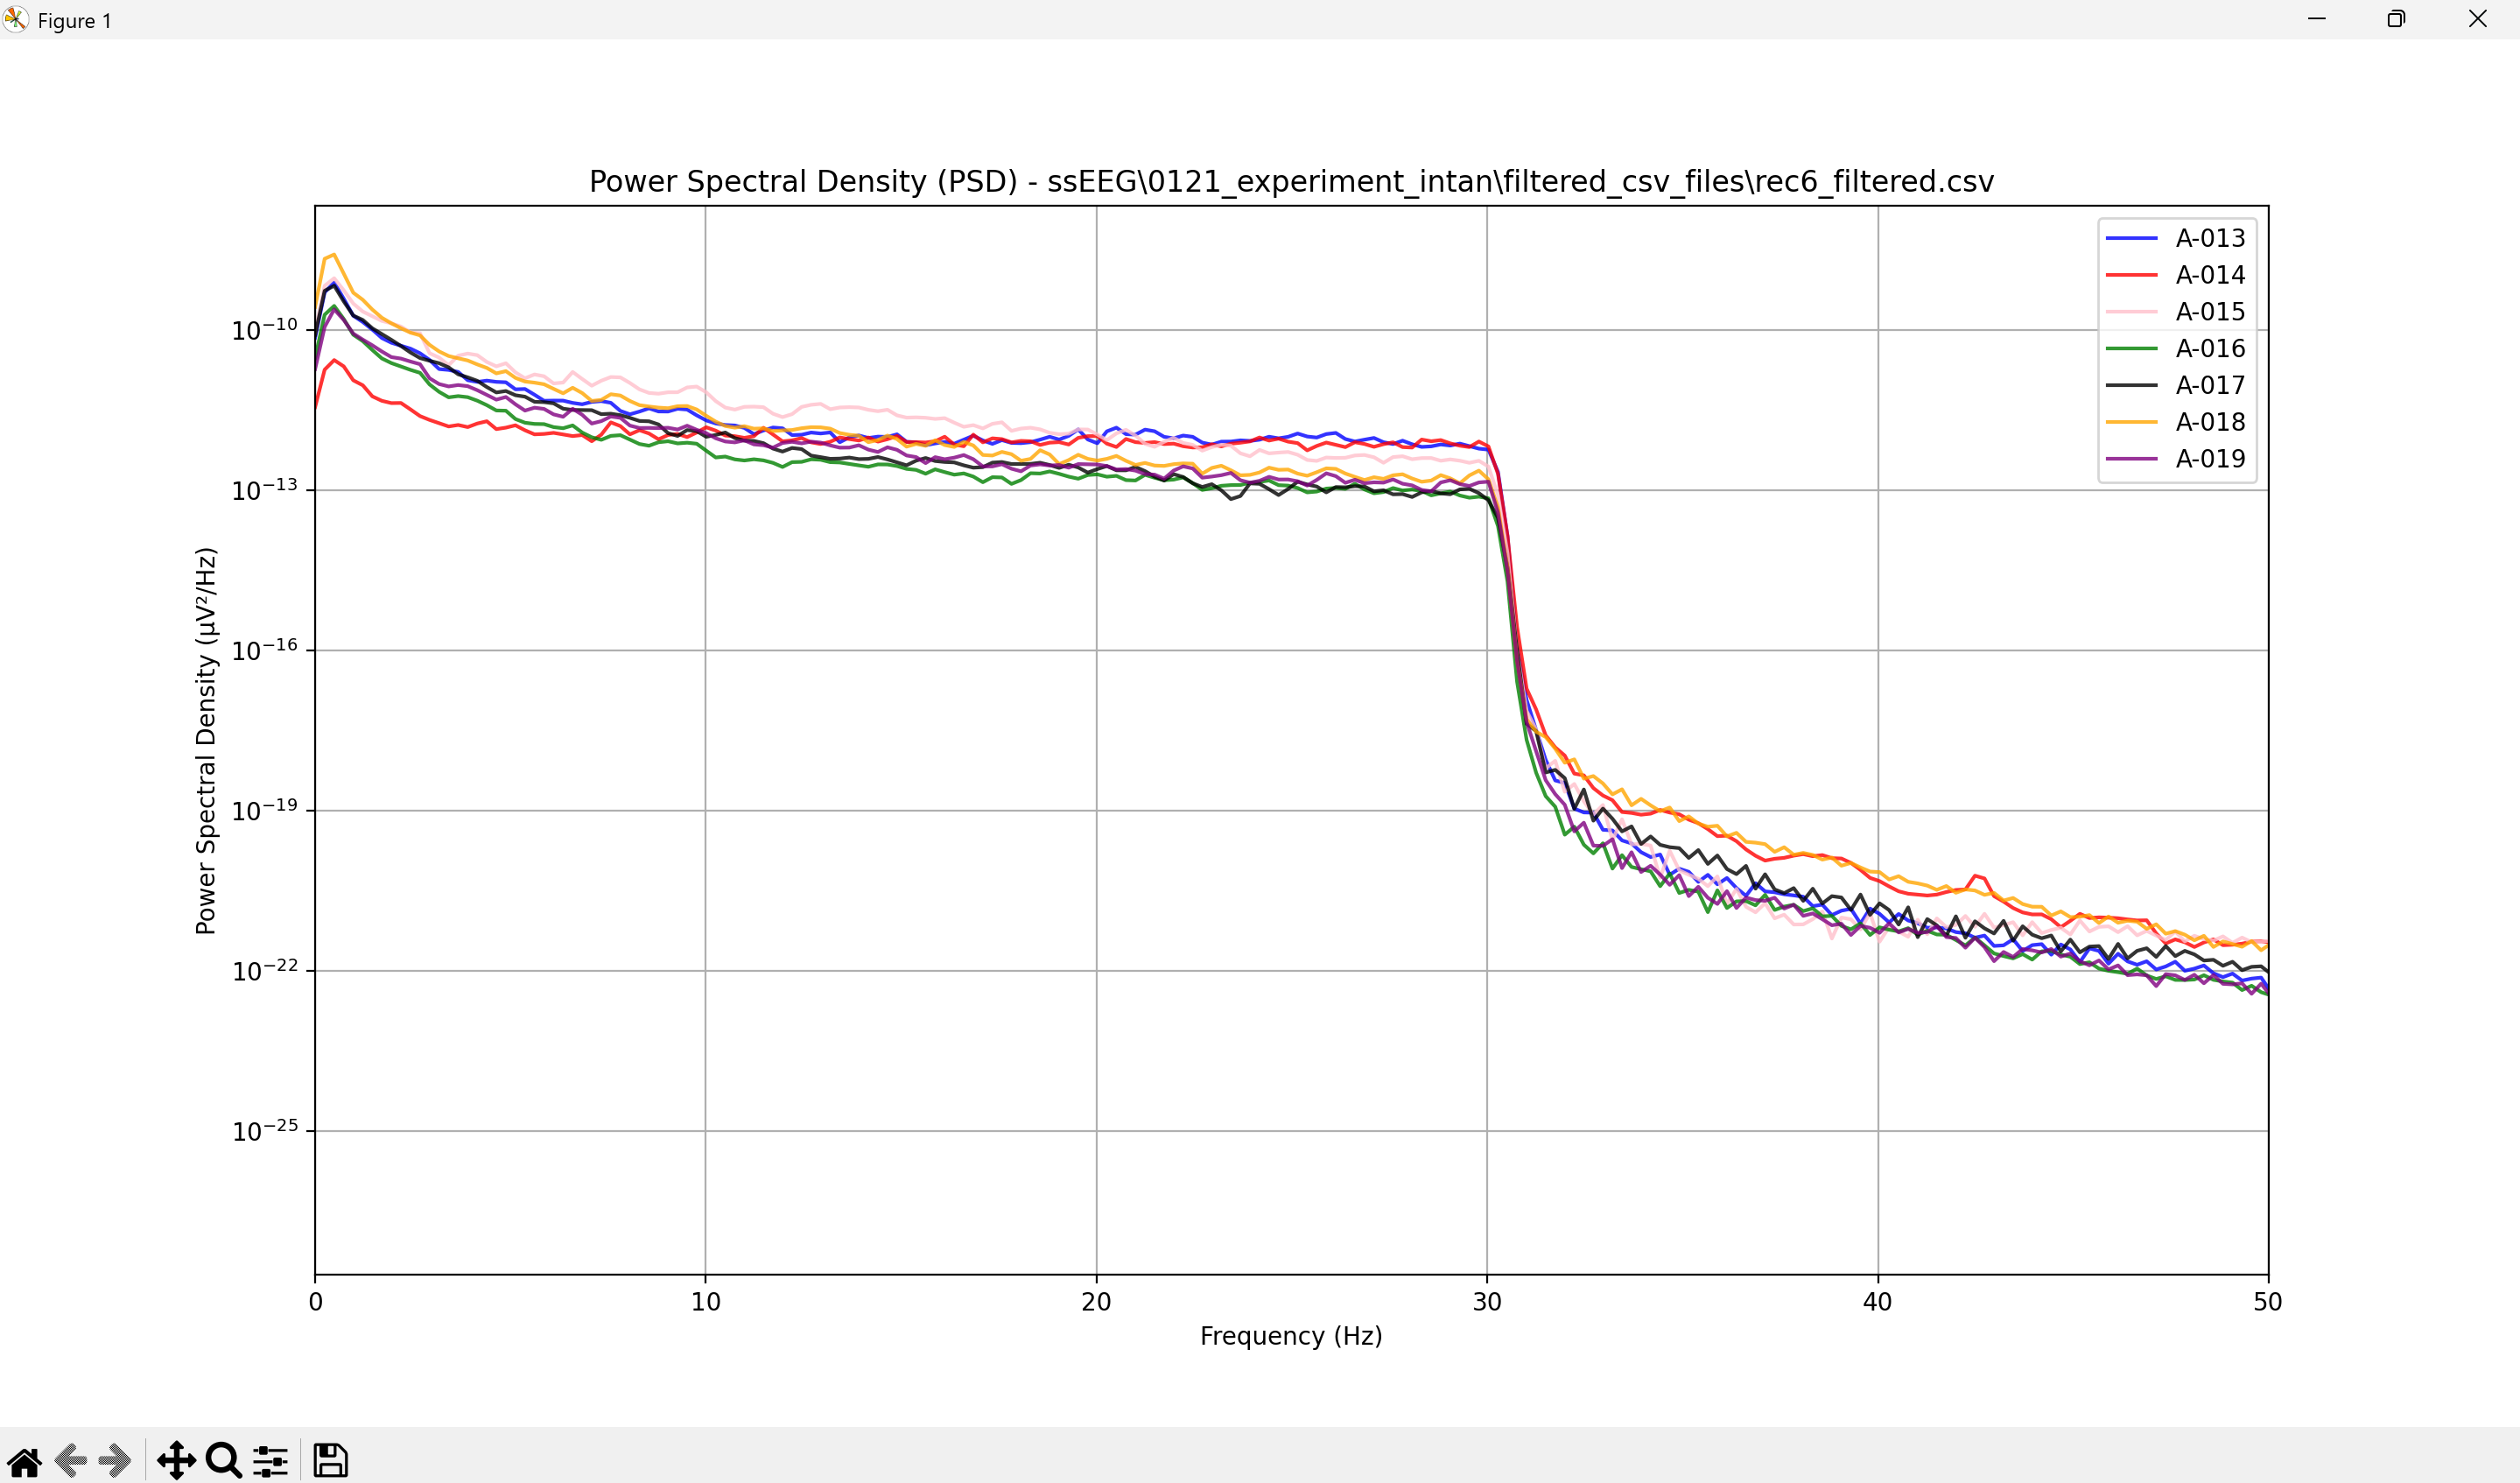 Figure 1
Power Spectral Density (PSD) - ssEEG\0121_experiment_intan\filtered_csv_files\rec6_filtered.csv
A-013
A-014
A-015
A-016
A-017
A-018
A-019
Power Spectral Density (µV²/Hz)
10⁻¹⁰
10⁻¹³
10⁻¹⁶
10⁻¹⁹
10⁻²²
10⁻²⁵
0 10 20 30 40 50
Frequency (Hz)